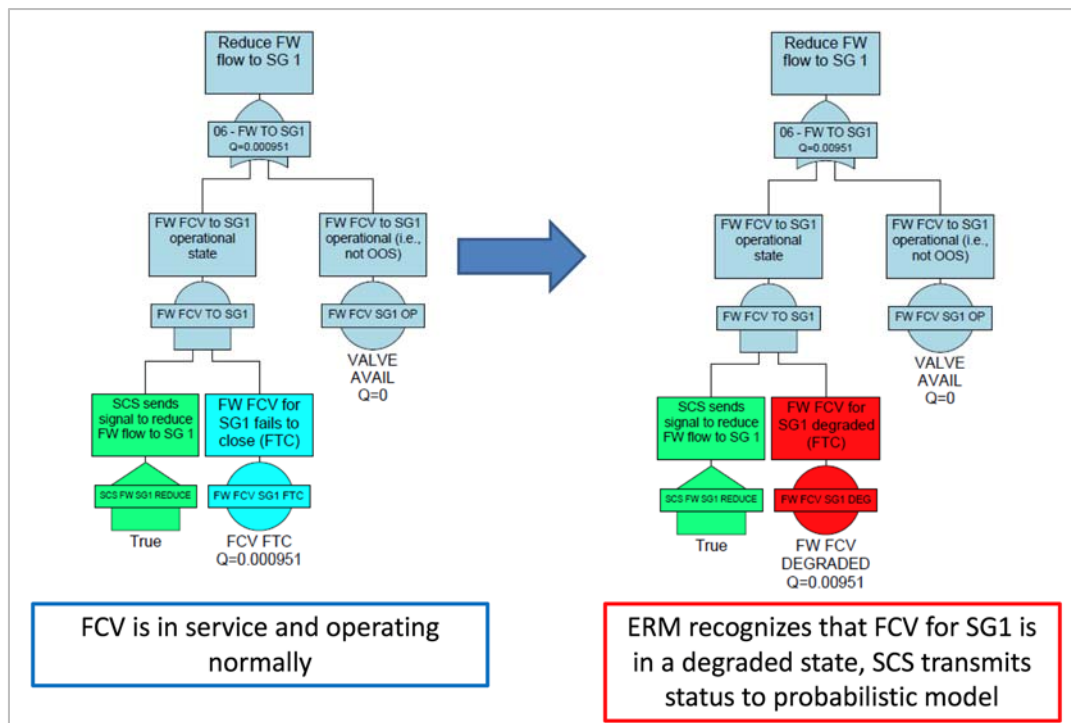 Reduce FW
flow to SG 1
06 - FW TO SG1
Q=0.000951
FW FCV to SG1
operational
state
FW FCV to SG1
operational (i.e.,
not OOS)
FW FCV TO SG1
FW FCV SG1 OP
VALVE
AVAIL
Q=0
SCS sends
signal to reduce
FW flow to SG 1
FW FCV for
SG1 fails to
close (FTC)
SCS FW SG1 REDUCE
FW FCV SG1 FTC
True
FCV FTC
Q=0.000951
FCV is in service and operating
normally
Reduce FW
flow to SG 1
06 - FW TO SG1
Q=0.00951
FW FCV to SG1
operational
state
FW FCV to SG1
operational (i.e.,
not OOS)
FW FCV TO SG1
FW FCV SG1 OP
VALVE
AVAIL
Q=0
SCS sends
signal to reduce
FW flow to SG 1
FW FCV for
SG1 degraded
(FTC)
SCS FW SG1 REDUCE
FW FCV SG1 DEG
True
FW FCV
DEGRADED
Q=0.00951
ERM recognizes that FCV for SG1 is
in a degraded state, SCS transmits
status to probabilistic model